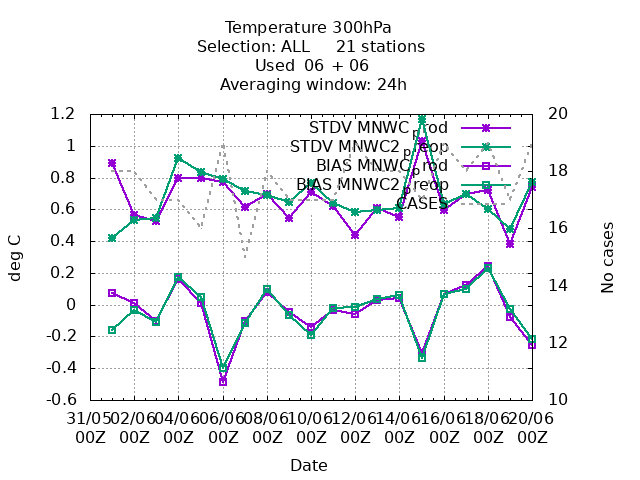 Temperature 300hPa
Selection: ALL     21 stations
Used  06 + 06
Averaging window: 24h
1.2
1
0.8
0.6
0.4
0.2
0
-0.2
-0.4
-0.6
deg C
20
18
16
14
12
10
No cases
STDV MNWCprod
STDV MNWC2preop
BIAS MNWCprod
BIAS MNWC2preop
CASES
31/05 02/06 04/06 06/06 08/06 10/06 12/06 14/06 16/06 18/06 20/06
00Z 00Z 00Z 00Z 00Z 00Z 00Z 00Z 00Z 00Z 00Z
Date